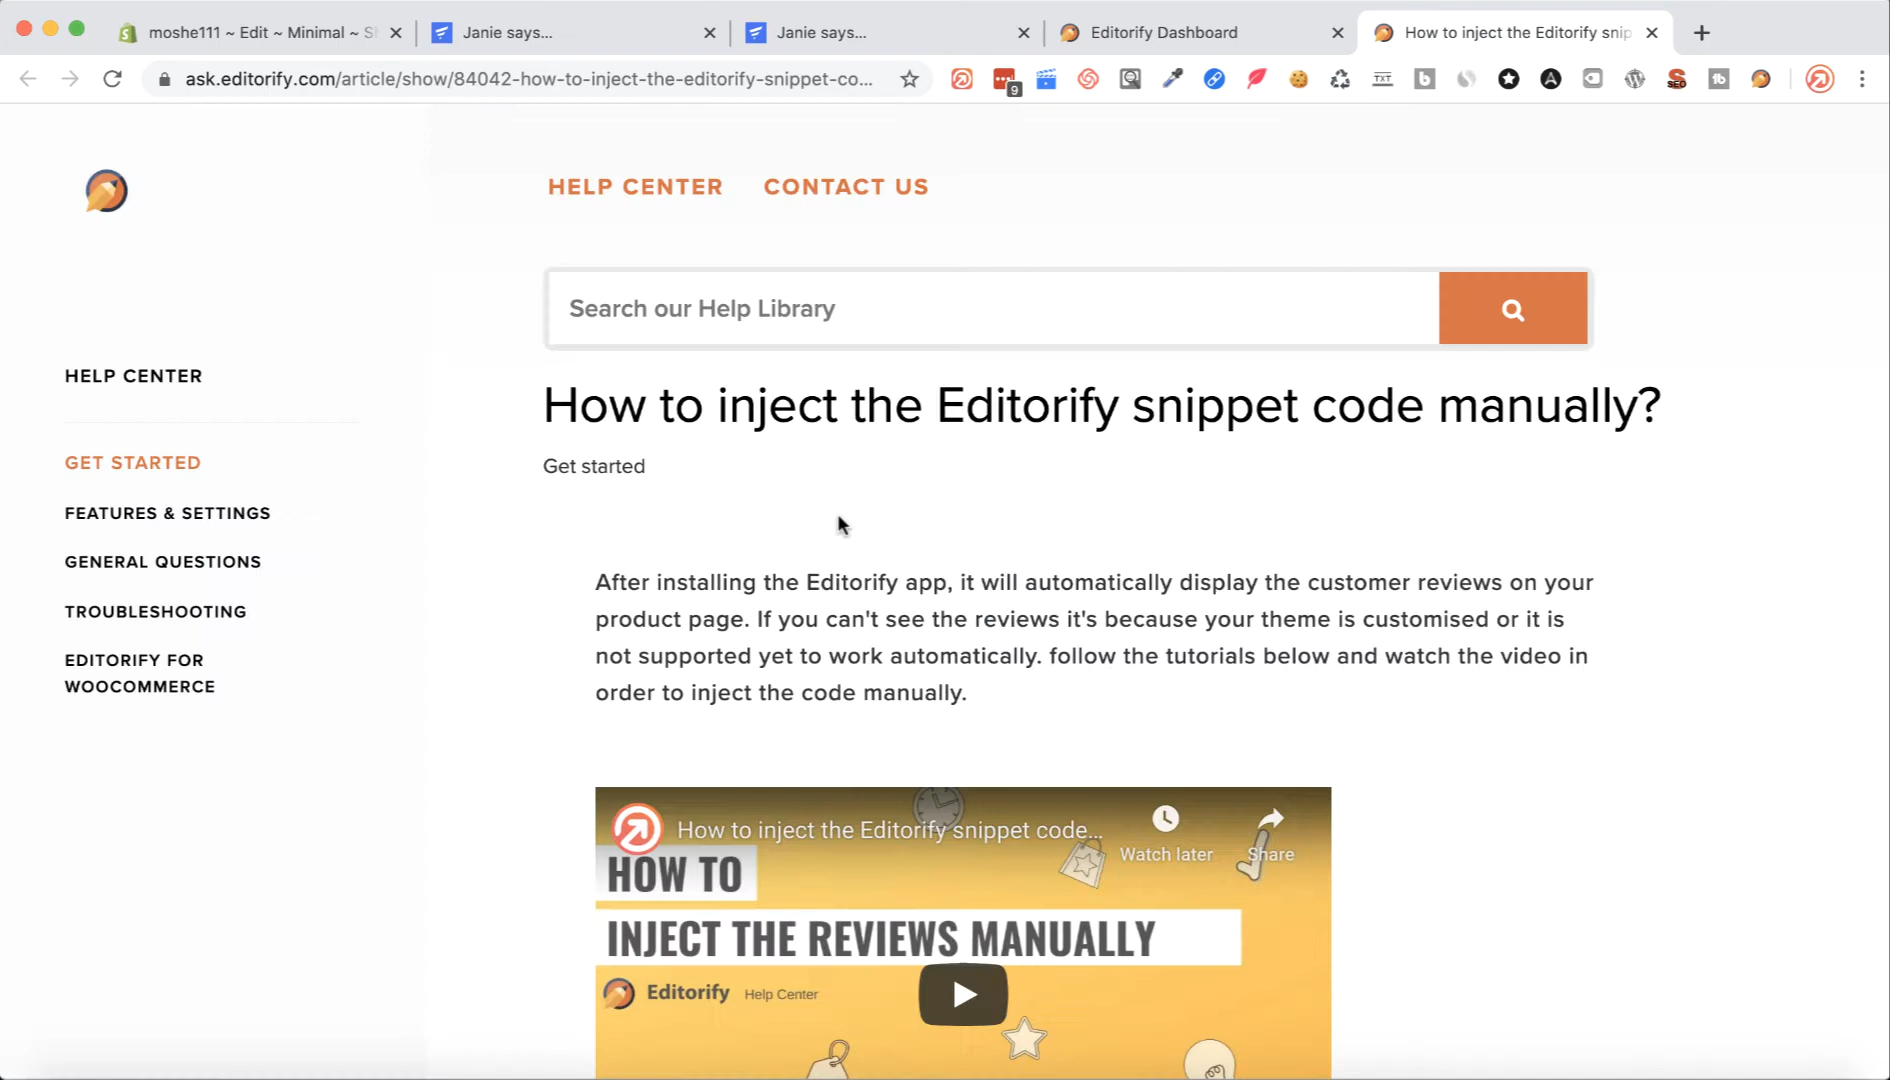 moshe111 ~ Edit ~ Minimal ~ S
Janie says...
Janie says...
Editorify Dashboard
How to inject the Editorify snip
ask.editorify.com/article/show/84042-how-to-inject-the-editorify-snippet-co...
9
TXT
b
A
SEO
HELP CENTER
CONTACT US
Search our Help Library
HELP CENTER
How to inject the Editorify snippet code manually?
GET STARTED
Get started
FEATURES & SETTINGS
GENERAL QUESTIONS
TROUBLESHOOTING
EDITORIFY FOR
WOOCOMMERCE
After installing the Editorify app, it will automatically display the customer reviews on your
product page. If you can't see the reviews it's because your theme is customised or it is
not supported yet to work automatically. follow the tutorials below and watch the video in
order to inject the code manually.
How to inject the Editorify snippet code...
Watch later
Share
HOW TO
INJECT THE REVIEWS MANUALLY
Editorify Help Center